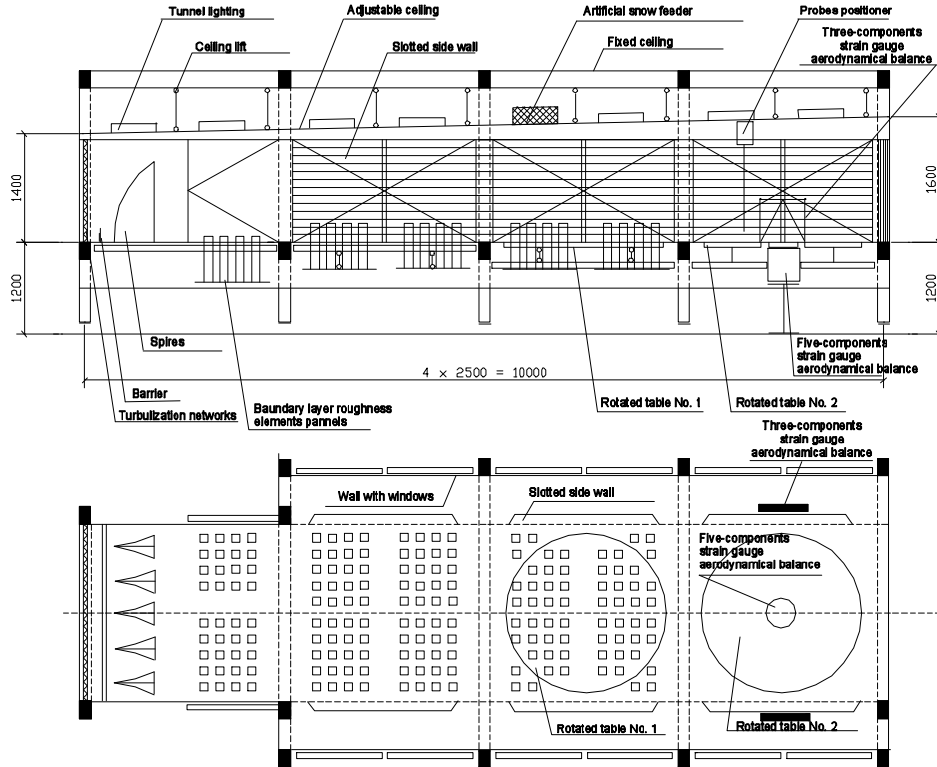 Tunnel lighting
Adjustable ceiling
Artificial snow feeder
Probes positioner
Ceiling lift
Slotted side wall
Fixed ceiling
Three-components
strain gauge
aerodynamical balance
1400
1600
1200
1200
Spires
Five-components
strain gauge
aerodynamical balance
4 × 2500 = 10000
Barrier
Turbulization networks
Baundary layer roughness
elements pannels
Rotated table No. 1
Rotated table No. 2
Three-components
strain gauge
aerodynamical balance
Wall with windows
Slotted side wall
Five-components
strain gauge
aerodynamical balance
Rotated table No. 1
Rotated table No. 2